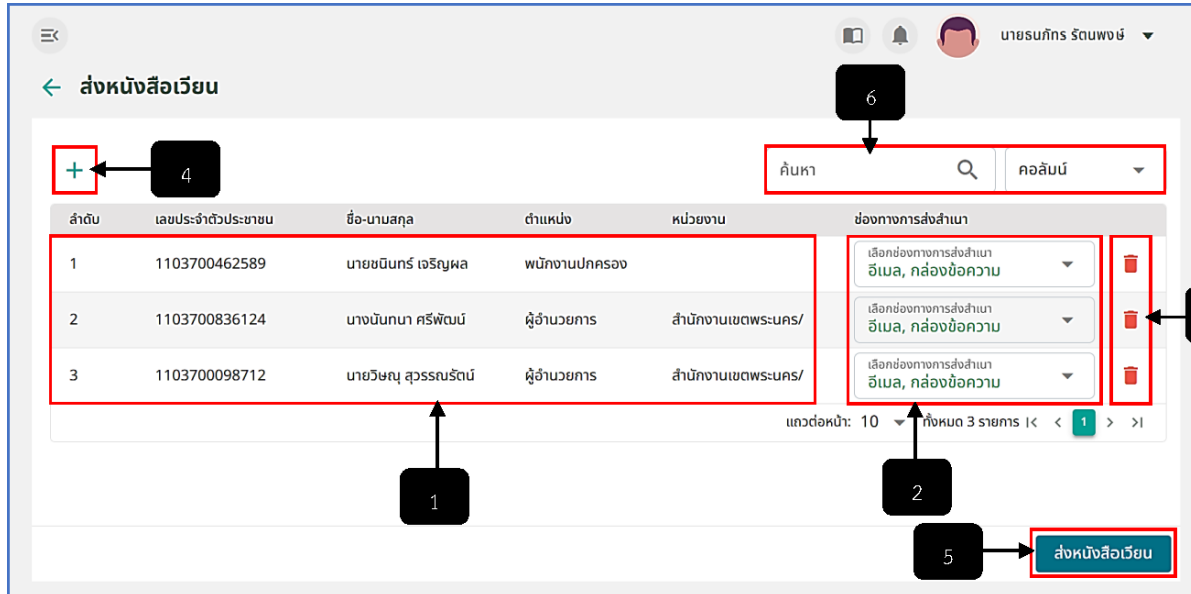 นายธนภัทร รัตนพงษ์
ส่งหนังสือเวียน
6
4
ค้นหา
คอลัมน์
ลำดับ เลขประจำตัวประชาชน ชื่อ-นามสกุล ตำแหน่ง หน่วยงาน ช่องทางการส่งสำเนา
เลือกช่องทางการส่งสำเนา
1 1103700462589 นายชนินทร์ เจริญผล พนักงานปกครอง อีเมล, กล่องข้อความ
เลือกช่องทางการส่งสำเนา
2 1103700836124 นางนันทนา ศรีพัฒน์ ผู้อำนวยการ สำนักงานเขตพระนคร/ อีเมล, กล่องข้อความ
เลือกช่องทางการส่งสำเนา
3 1103700098712 นายวิษณุ สุวรรณรัตน์ ผู้อำนวยการ สำนักงานเขตพระนคร/ อีเมล, กล่องข้อความ
แถวต่อหน้า: 10 ทั้งหมด 3 รายการ 1
1
2
5
ส่งหนังสือเวียน